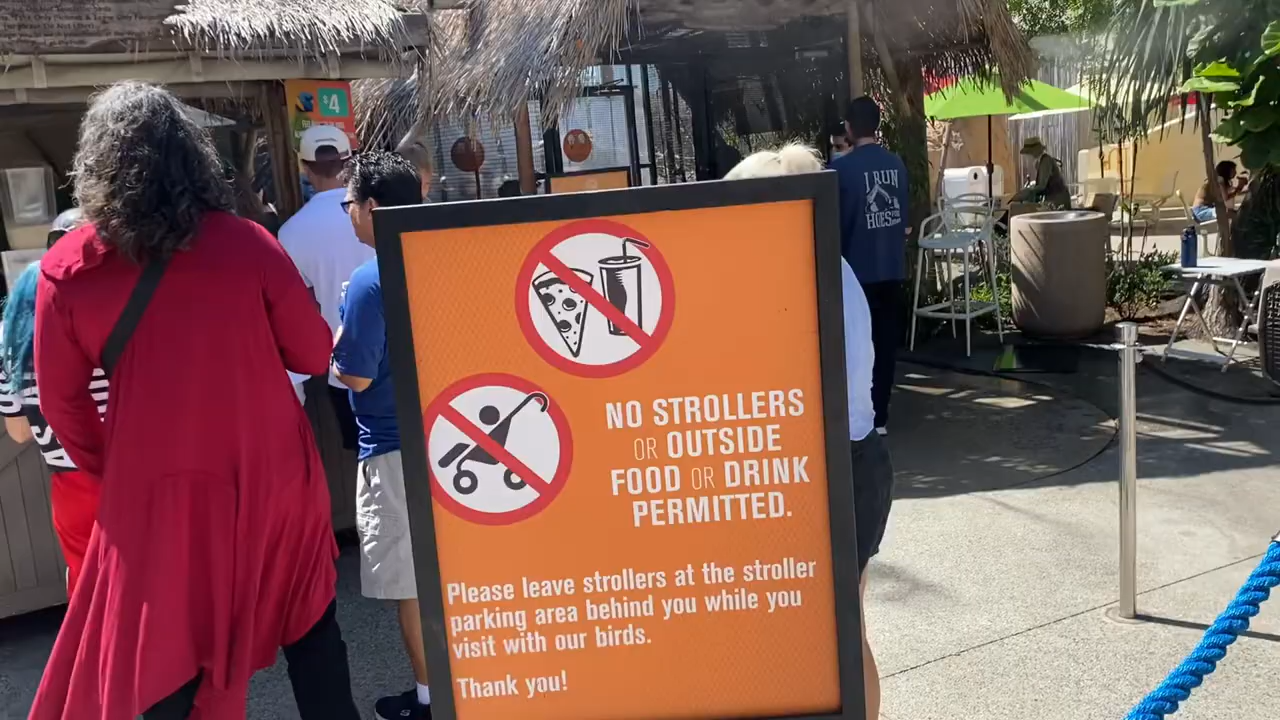 $4
I RUN
HOES
NO STROLLERS
OR OUTSIDE
FOOD OR DRINK
PERMITTED.
Please leave strollers at the stroller
parking area behind you while you
visit with our birds.
Thank you!